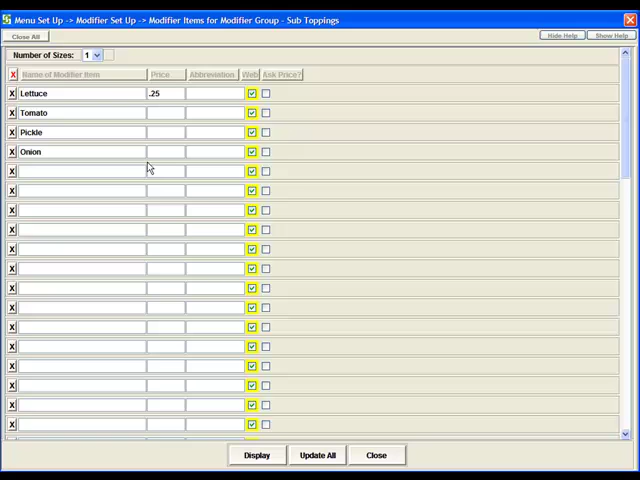 Menu Set Up -> Modifier Set Up -> Modifier Items for Modifier Group - Sub Toppings
Close All
Hide Help
Show Help
Number of Sizes: 1
X Name of Modifier Item Price Abbreviation Web Ask Price?
X Lettuce .25
X Tomato
X Pickle
X Onion
X
X
X
X
X
X
X
X
X
X
X
X
X
X
Display Update All Close